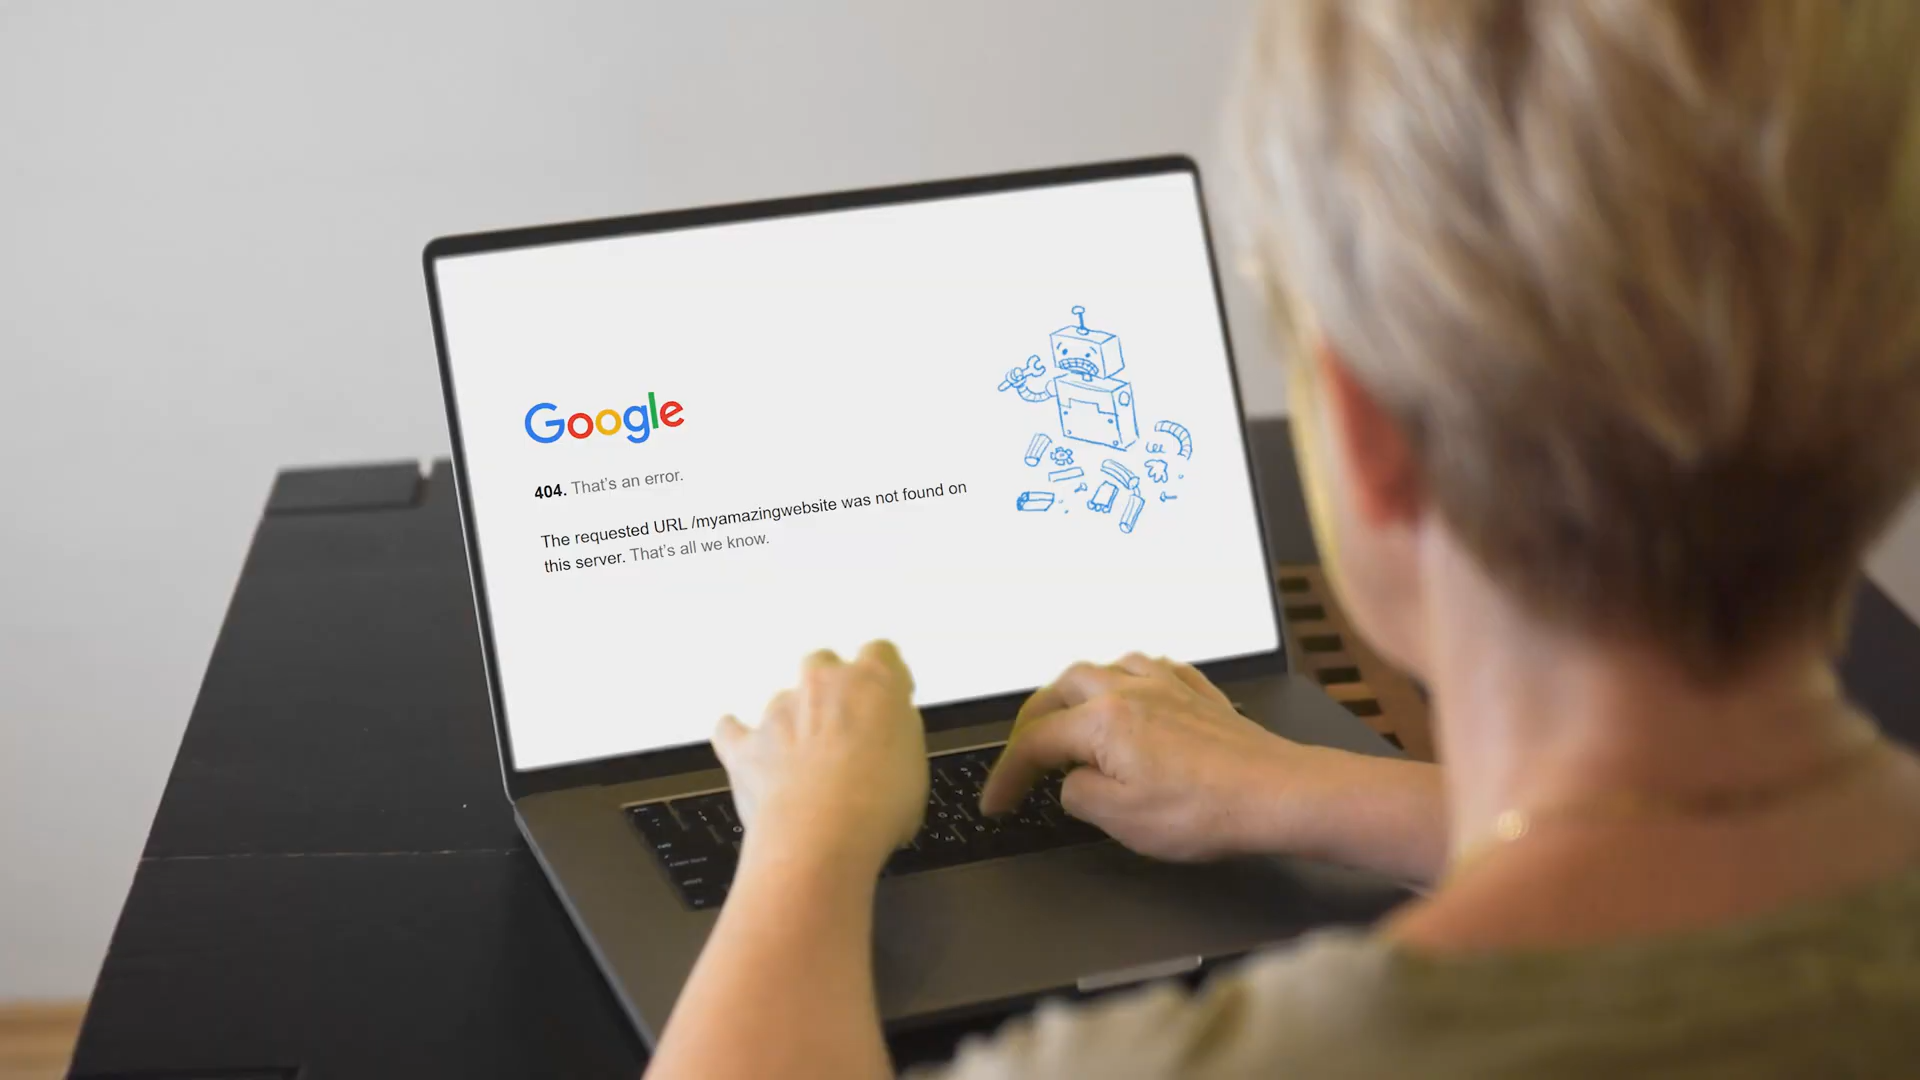 Google
404. That's an error.
The requested URL /myamazingwebsite was not found on
this server. That's all we know.